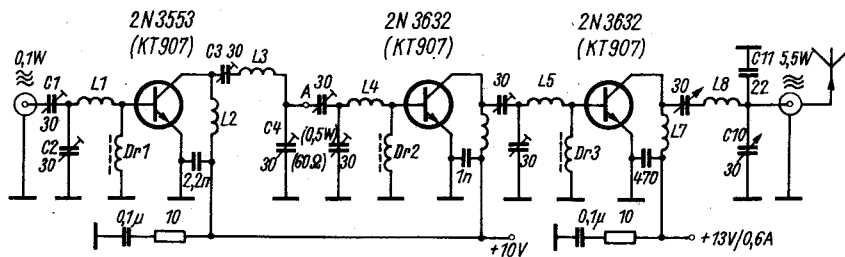 2N3553
(KT907)
2N3632
(KT907)
2N3632
(KT907)
0,1W
C1
30
L1
C3 30
L3
A
30
L4
30
L5
30
L8
C11
22
5,5W
C2
30
Dr1
L2
2,2n
C4
30
(0,5W)
(60Ω)
30
Dr2
1n
30
Dr3
L7
470
C10
30
0,1μ
10
+10V
0,1μ
10
+13V/0,6A